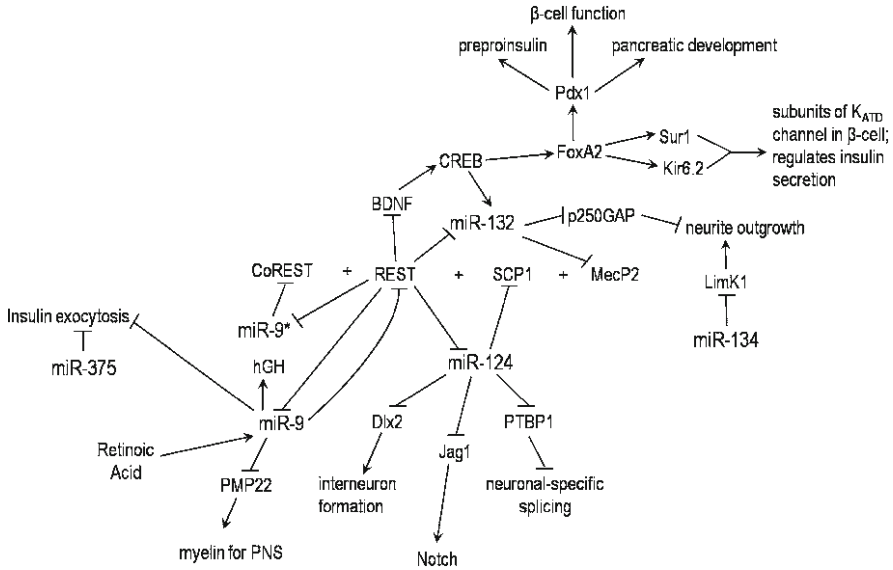 β-cell function
preproinsulin
pancreatic development
Pdx1
subunits of K_ATD
channel in β-cell;
regulates insulin
secretion
Sur1
FoxA2
Kir6.2
CREB
BDNF
miR-132
p250GAP
neurite outgrowth
CoREST + REST + SCP1 + MecP2
LimK1
Insulin exocytosis
miR-9*
miR-134
miR-375
hGH
miR-124
miR-9
Dlx2
PTBP1
Retinoic
Acid
Jag1
PMP22
interneuron
formation
neuronal-specific
splicing
myelin for PNS
Notch